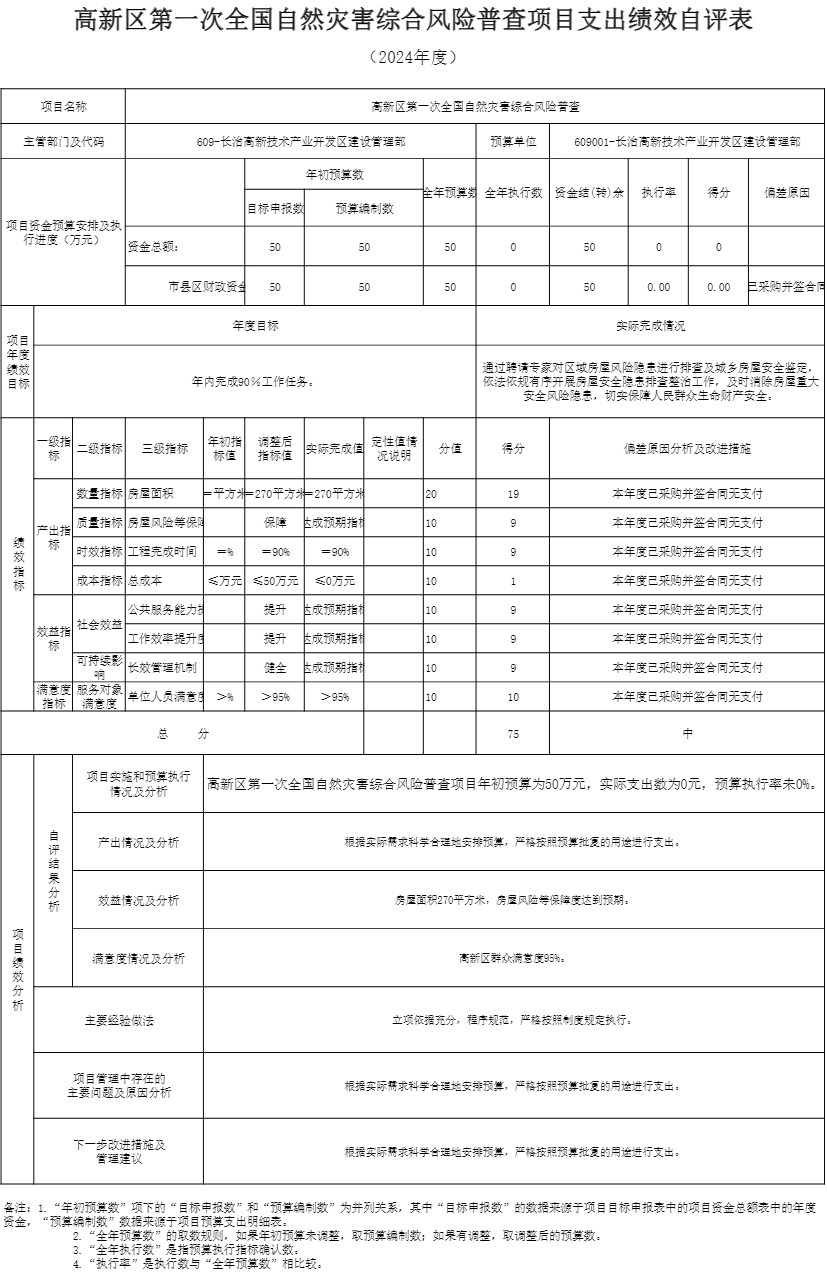 高新区第一次全国自然灾害综合风险普查项目支出绩效自评表
（2024年度）
项目名称 高新区第一次全国自然灾害综合风险普查
主管部门及代码 609-长治高新技术产业开发区建设管理部 预算单位 609001-长治高新技术产业开发区建设管理部
项目资金预算安排及执行进度（万元） 年初预算数 全年预算数 全年执行数 资金结(转)余 执行率 得分 偏差原因
目标申报数 预算编制数
资金总额: 50 50 50 0 50 0 0
市县区财政资金 50 50 50 0 50 0.00 0.00 已采购并签合同
项目年度绩效目标 年度目标 实际完成情况
年内完成90%工作任务。
通过聘请专家对区域房屋风险隐患进行排查及城乡房屋安全鉴定，
依法依规有序开展房屋安全隐患排查整治工作，及时消除房屋重大
安全风险隐患，切实保障人民群众生命财产安全。
绩效指标 一级指标 二级指标 三级指标 年初指标值 调整后指标值 实际完成值 定性值情况说明 分值 得分 偏差原因分析及改进措施
产出指标 数量指标 房屋面积 ＝平方米 ＝270平方米 ＝270平方米 20 19 本年度已采购并签合同无支付
质量指标 房屋风险等保障 保障 达成预期指标 10 9 本年度已采购并签合同无支付
时效指标 工程完成时间 ＝% ＝90% ＝90% 10 9 本年度已采购并签合同无支付
成本指标 总成本 ≤万元 ≤50万元 ≤0万元 10 1 本年度已采购并签合同无支付
效益指标 社会效益 公共服务能力提 提升 达成预期指标 10 9 本年度已采购并签合同无支付
工作效率提升度 提升 达成预期指标 10 9 本年度已采购并签合同无支付
可持续影响 长效管理机制 健全 达成预期指标 10 9 本年度已采购并签合同无支付
满意度指标 服务对象满意度 单位人员满意度 ＞% ＞95% ＞95% 10 10 本年度已采购并签合同无支付
总 分 75 中
项目绩效分析 自评结果分析 项目实施和预算执行情况及分析 高新区第一次全国自然灾害综合风险普查项目年初预算为50万元，实际支出数为0元，预算执行率未0%。
产出情况及分析 根据实际需求科学合理地安排预算，严格按照预算批复的用途进行支出。
效益情况及分析 房屋面积270平方米，房屋风险等保障度达到预期。
满意度情况及分析 高新区群众满意度95%。
主要经验做法 立项依据充分，程序规范，严格按照制度规定执行。
项目管理中存在的主要问题及原因分析 根据实际需求科学合理地安排预算，严格按照预算批复的用途进行支出。
下一步改进措施及管理建议 根据实际需求科学合理地安排预算，严格按照预算批复的用途进行支出。
备注：1.“年初预算数”项下的“目标申报数”和“预算编制数”为并列关系，其中“目标申报数”的数据来源于项目目标申报表中的项目资金总额表中的年度
资金，“预算编制数”数据来源于项目预算支出明细表。
2.“全年预算数”的取数规则，如果年初预算未调整，取预算编制数；如果有调整，取调整后的预算数。
3.“全年执行数”是指预算执行指标确认数。
4.“执行率”是执行数与“全年预算数”相比较。